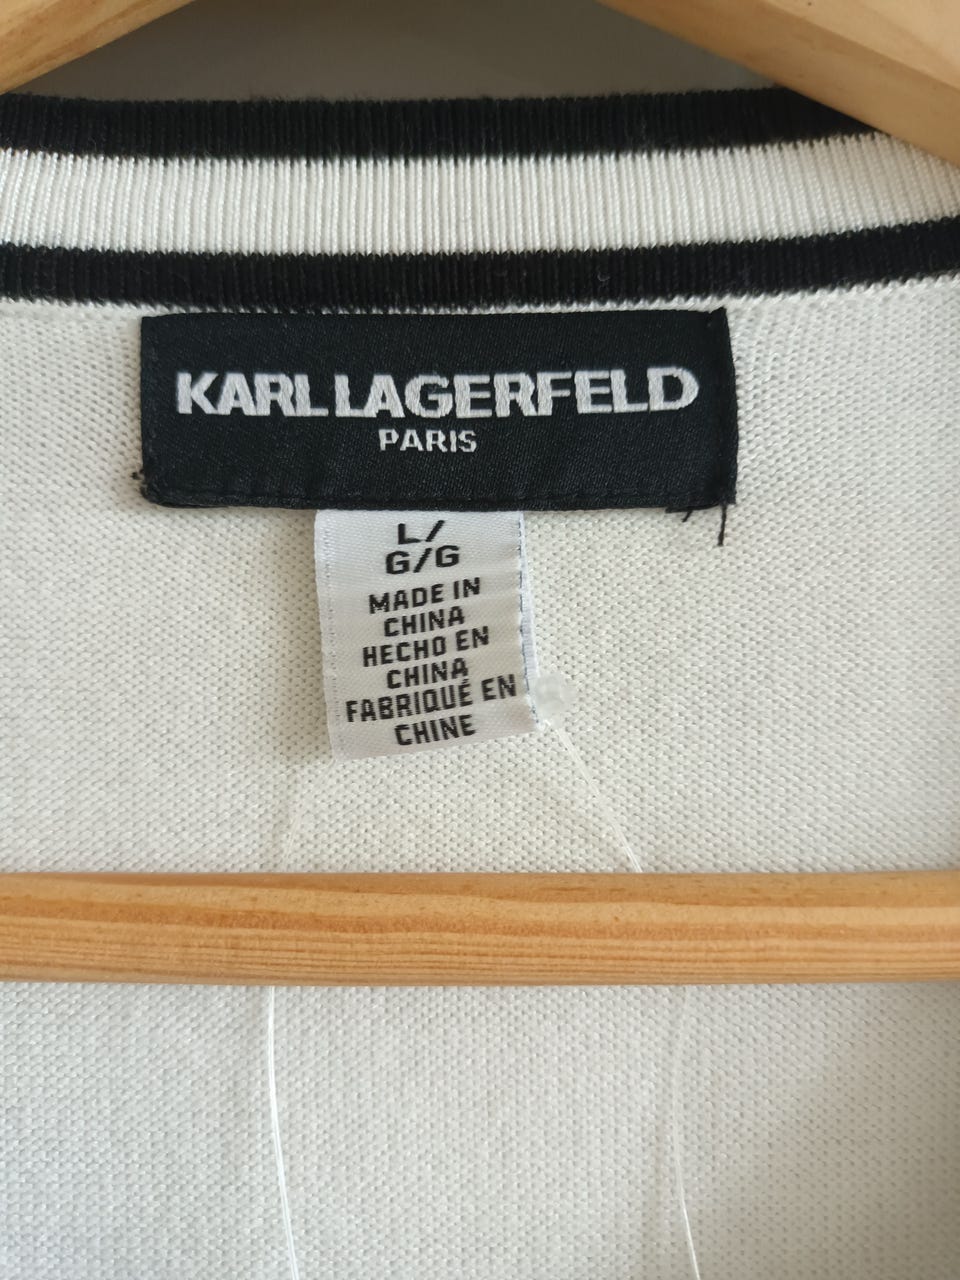 KARL LAGERFELD
PARIS
L/
G/G
MADE IN
CHINA
HECHO EN
CHINA
FABRIQUÉ EN
CHINE